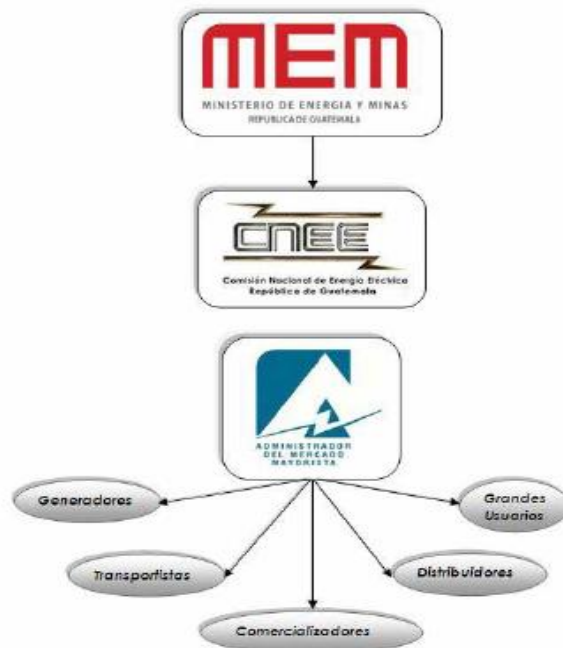 MEM
MINISTERIO DE ENERGIA Y MINAS
REPUBLICA DE GUATEMALA
CNEE
Comisión Nacional de Energía Eléctrica
República de Guatemala
ADMINISTRADOR
DEL MERCADO
MAYORISTA
Generadores
Grandes
Usuarios
Transportistas
Distribuidores
Comercializadores